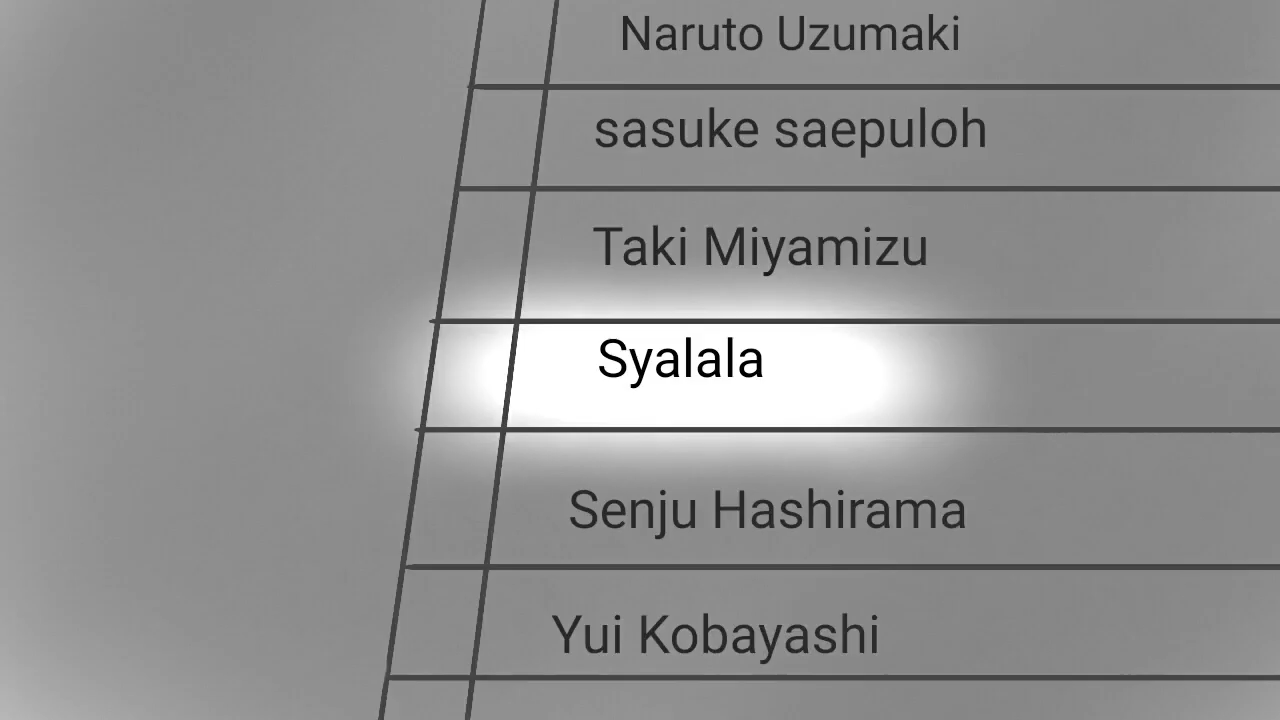 Naruto Uzumaki
sasuke saepuloh
Taki Miyamizu
Syalala
Senju Hashirama
Yui Kobayashi